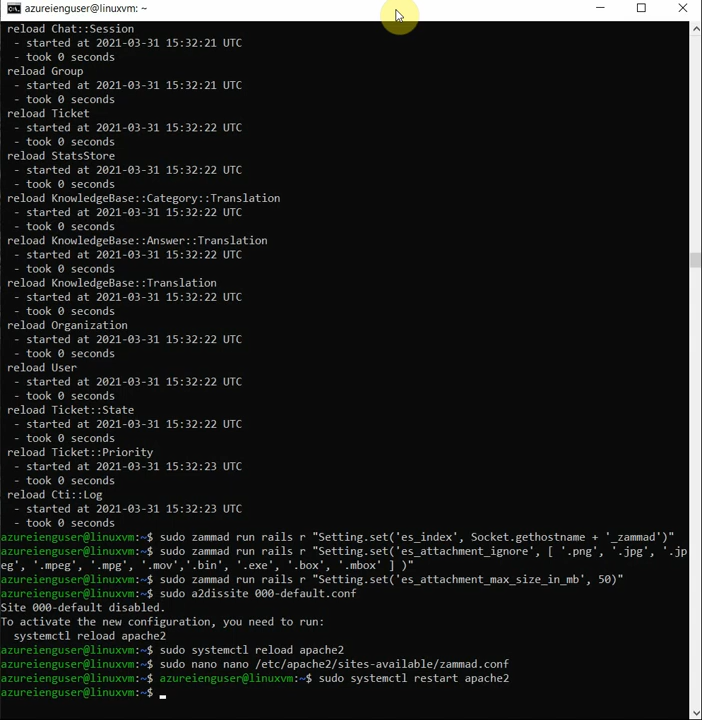 azureienguser@linuxvm: ~
reload Chat::Session
- started at 2021-03-31 15:32:21 UTC
- took 0 seconds
reload Group
- started at 2021-03-31 15:32:21 UTC
- took 0 seconds
reload Ticket
- started at 2021-03-31 15:32:22 UTC
- took 0 seconds
reload StatsStore
- started at 2021-03-31 15:32:22 UTC
- took 0 seconds
reload KnowledgeBase::Category::Translation
- started at 2021-03-31 15:32:22 UTC
- took 0 seconds
reload KnowledgeBase::Answer::Translation
- started at 2021-03-31 15:32:22 UTC
- took 0 seconds
reload KnowledgeBase::Translation
- started at 2021-03-31 15:32:22 UTC
- took 0 seconds
reload Organization
- started at 2021-03-31 15:32:22 UTC
- took 0 seconds
reload User
- started at 2021-03-31 15:32:22 UTC
- took 0 seconds
reload Ticket::State
- started at 2021-03-31 15:32:22 UTC
- took 0 seconds
reload Ticket::Priority
- started at 2021-03-31 15:32:23 UTC
- took 0 seconds
reload Cti::Log
- started at 2021-03-31 15:32:23 UTC
- took 0 seconds
azureienguser@linuxvm:~$ sudo zammad run rails r "Setting.set('es_index', Socket.gethostname + '_zammad')"
azureienguser@linuxvm:~$ sudo zammad run rails r "Setting.set('es_attachment_ignore', [ '.png', '.jpg', '.jp
eg', '.mpeg', '.mpg', '.mov','.bin', '.exe', '.box', '.mbox' ] )"
azureienguser@linuxvm:~$ sudo zammad run rails r "Setting.set('es_attachment_max_size_in_mb', 50)"
azureienguser@linuxvm:~$ sudo a2dissite 000-default.conf
Site 000-default disabled.
To activate the new configuration, you need to run:
systemctl reload apache2
azureienguser@linuxvm:~$ sudo systemctl reload apache2
azureienguser@linuxvm:~$ sudo nano nano /etc/apache2/sites-available/zammad.conf
azureienguser@linuxvm:~$ azureienguser@linuxvm:~$ sudo systemctl restart apache2
azureienguser@linuxvm:~$